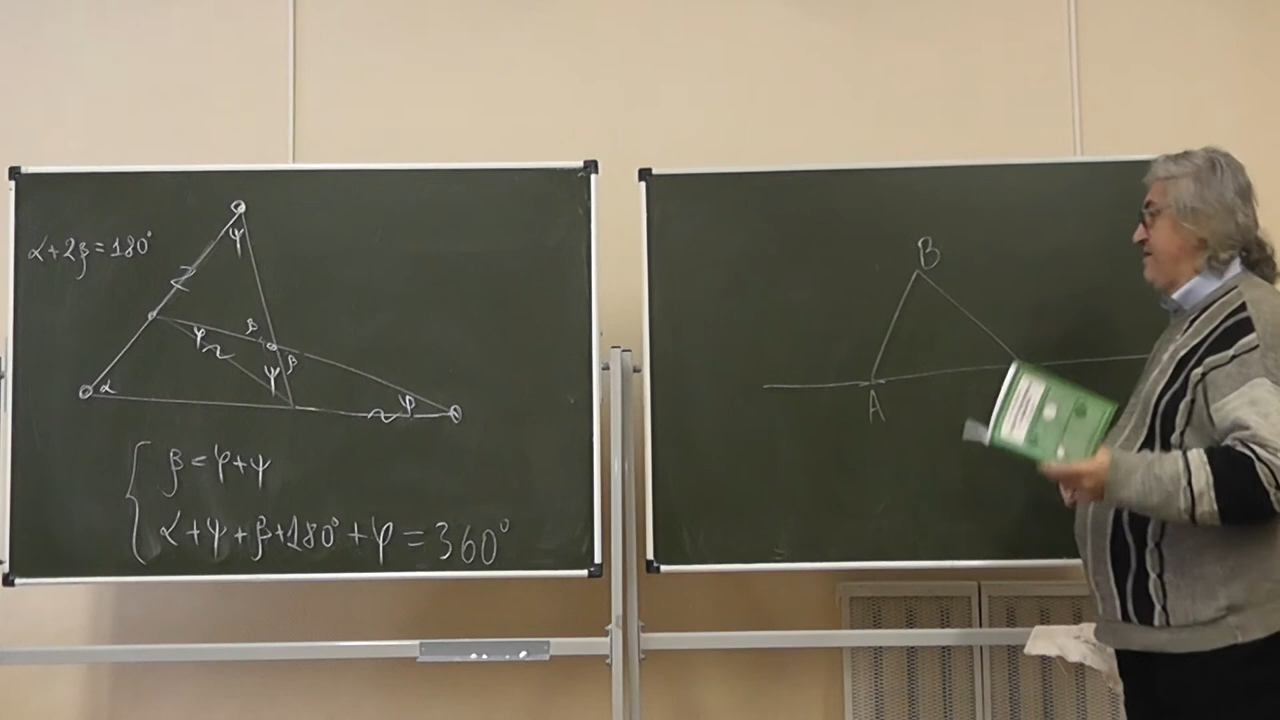 α+2β=180°
ψ
β
φ
β
ψ
α
φ
β=φ+ψ
α+ψ+β+180°+φ=360°
B
A